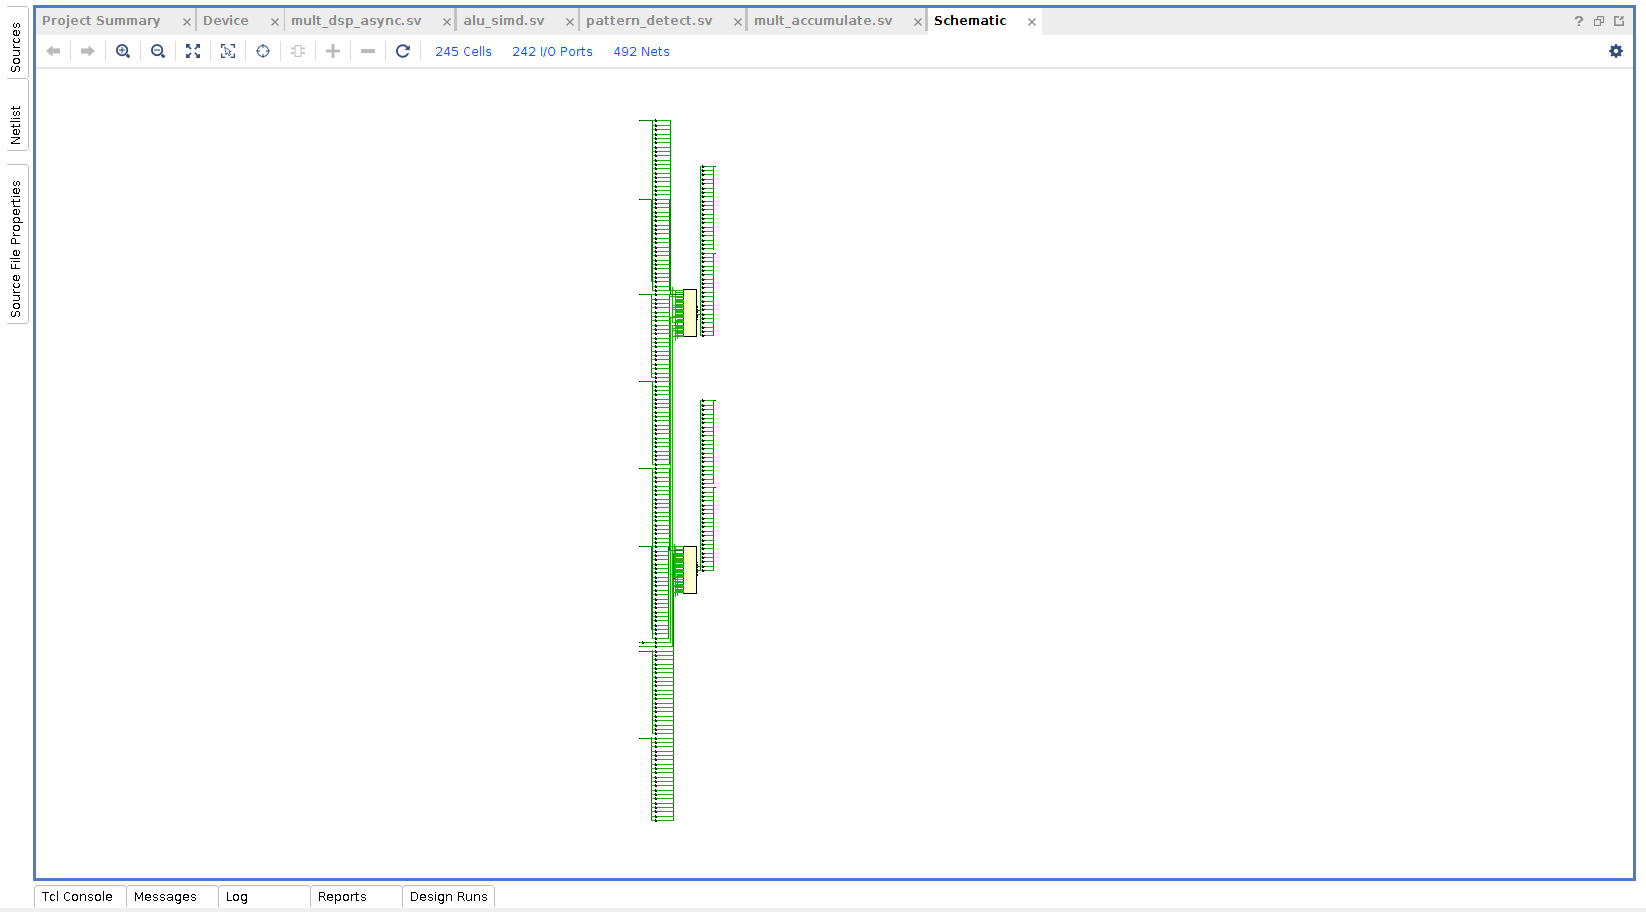 Project Summary
Device
mult_dsp_async.sv
alu_simd.sv
pattern_detect.sv
mult_accumulate.sv
Schematic
?
245 Cells
242 I/O Ports
492 Nets
Sources
Netlist
Source File Properties
Tcl Console
Messages
Log
Reports
Design Runs